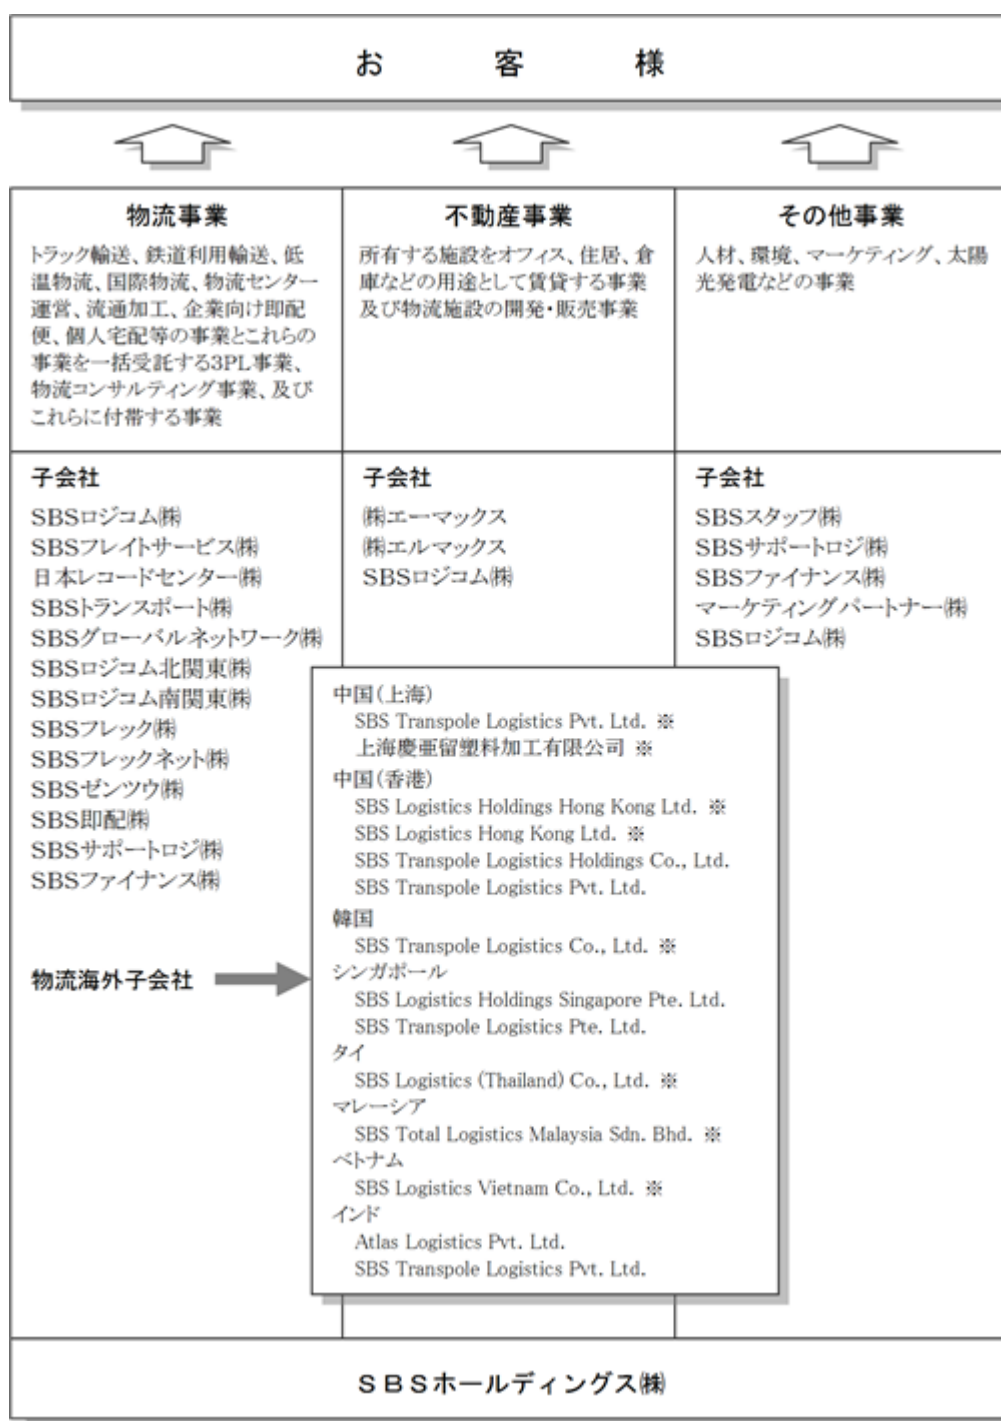 お客様
物流事業
トラック輸送、鉄道利用輸送、低
温物流、国際物流、物流センター
運営、流通加工、企業向け即配
便、個人宅配等の事業とこれらの
事業を一括受託する3PL事業、
物流コンサルティング事業、及び
これらに付帯する事業
不動産事業
所有する施設をオフィス、住居、倉
庫などの用途として賃貸する事業
及び物流施設の開発・販売事業
その他事業
人材、環境、マーケティング、太陽
光発電などの事業
子会社
SBSロジコム㈱
SBSフレイトサービス㈱
日本レコードセンター㈱
SBSトランスポート㈱
SBSグローバルネットワーク㈱
SBSロジコム北関東㈱
SBSロジコム南関東㈱
SBSフレック㈱
SBSフレックネット㈱
SBSゼンツウ㈱
SBS即配㈱
SBSサポートロジ㈱
SBSファイナンス㈱
物流海外子会社
子会社
㈱エーマックス
㈱エルマックス
SBSロジコム㈱
子会社
SBSスタッフ㈱
SBSサポートロジ㈱
SBSファイナンス㈱
マーケティングパートナー㈱
SBSロジコム㈱
中国(上海)
SBS Transpole Logistics Pvt. Ltd. ※
上海慶亜留塑料加工有限公司 ※
中国(香港)
SBS Logistics Holdings Hong Kong Ltd. ※
SBS Logistics Hong Kong Ltd. ※
SBS Transpole Logistics Holdings Co., Ltd.
SBS Transpole Logistics Pvt. Ltd.
韓国
SBS Transpole Logistics Co., Ltd. ※
シンガポール
SBS Logistics Holdings Singapore Pte. Ltd.
SBS Transpole Logistics Pte. Ltd.
タイ
SBS Logistics (Thailand) Co., Ltd. ※
マレーシア
SBS Total Logistics Malaysia Sdn. Bhd. ※
ベトナム
SBS Logistics Vietnam Co., Ltd. ※
インド
Atlas Logistics Pvt. Ltd.
SBS Transpole Logistics Pvt. Ltd.
SBSホールディングス㈱